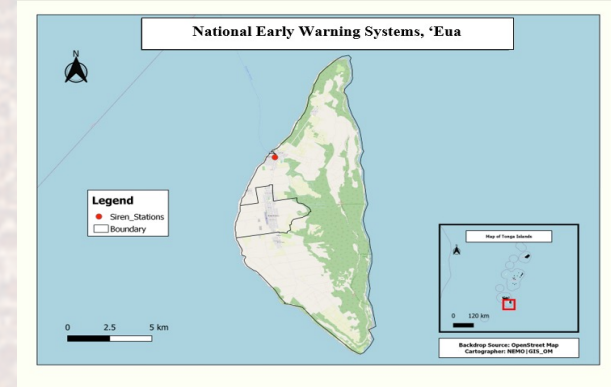 National Early Warning Systems, ‘Eua
N
Legend
Siren_Stations
Boundary
0 2.5 5 km
Map of Tonga Islands
0 120 km
Backdrop Source: OpenStreet Map
Cartographer: NEMO|GIS_OM